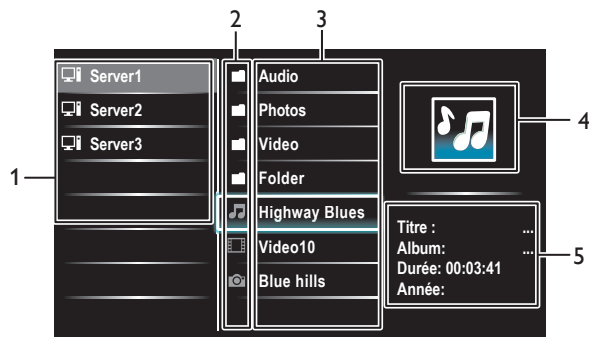 2
3
Server1
Server2
Server3
1
Audio
Photos
Video
Folder
Highway Blues
Video10
Blue hills
4
Titre : ...
Album: ...
Durée: 00:03:41
Année:
5